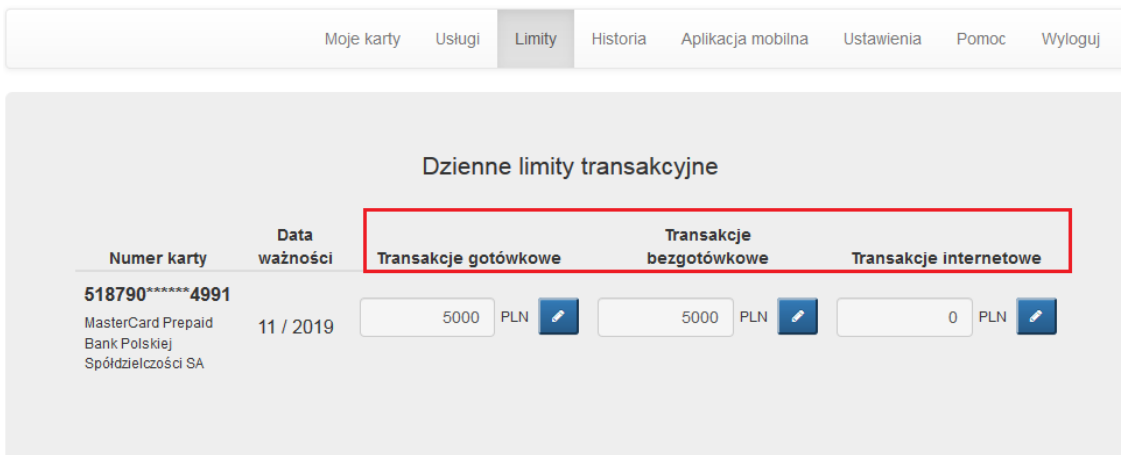 Moje karty Usługi Limity Historia Aplikacja mobilna Ustawienia Pomoc Wyloguj
Dzienne limity transakcyjne
Numer karty Data ważności Transakcje gotówkowe Transakcje bezgotówkowe Transakcje internetowe
518790******4991
MasterCard Prepaid
Bank Polskiej
Spółdzielczości SA
11 / 2019 5000 PLN 5000 PLN 0 PLN